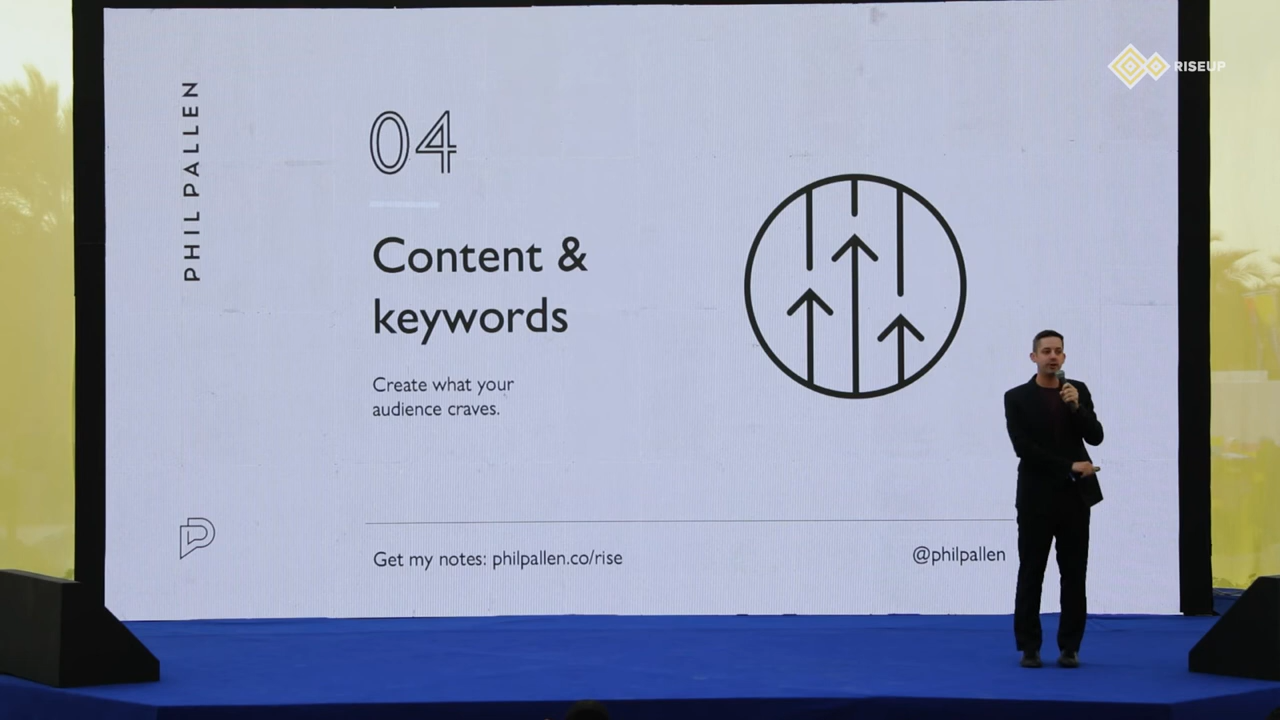 PHIL PALLEN
04
Content &
keywords
Create what your
audience craves.
Get my notes: philpallen.co/rise
@philpallen
RISEUP